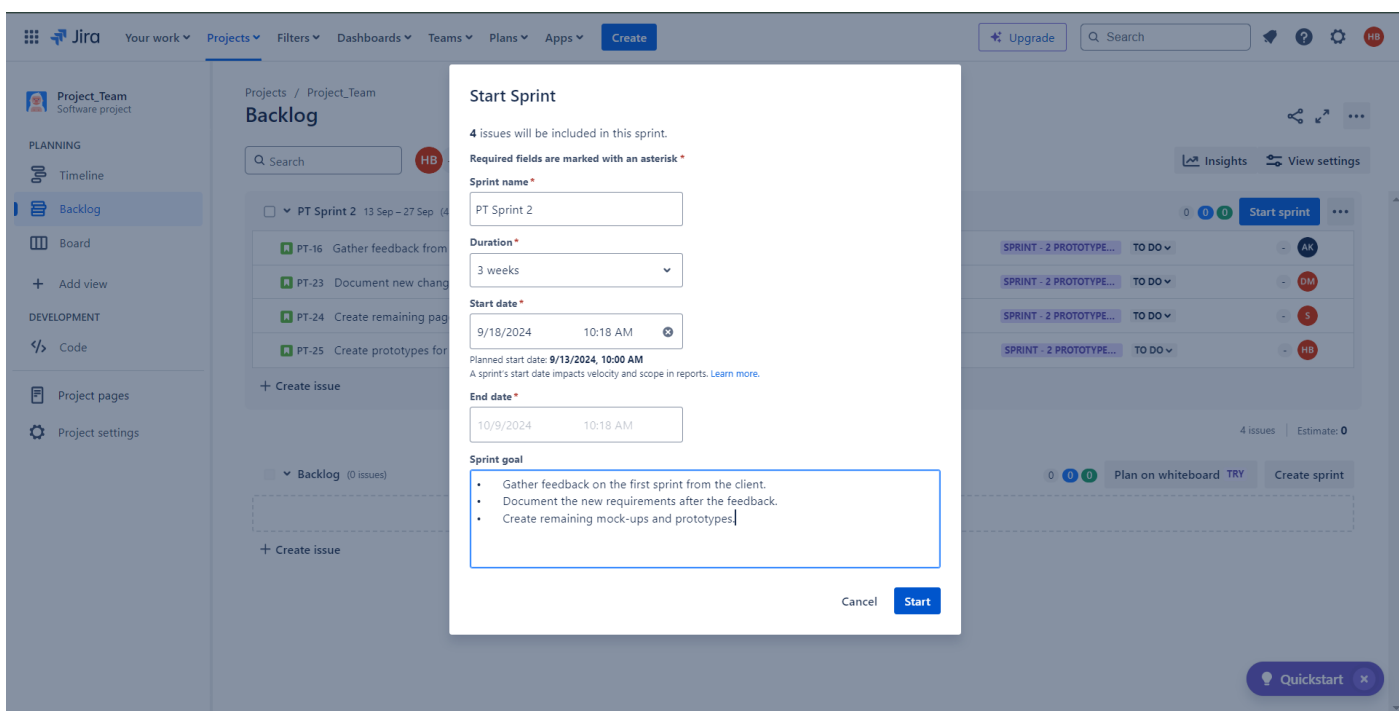 Jira Your work Projects Filters Dashboards Teams Plans Apps Create Upgrade Search HB
Project_Team
Software project
PLANNING
Timeline
Backlog
Board
+ Add view
DEVELOPMENT
Code
Project pages
Project settings
Projects / Project_Team
Backlog
Search HB
Insights View settings
PT Sprint 2 13 Sep – 27 Sep (4 0 0 0 Start sprint
PT-16 Gather feedback from SPRINT - 2 PROTOTYPE... TO DO - AK
PT-23 Document new chang SPRINT - 2 PROTOTYPE... TO DO - DM
PT-24 Create remaining pag SPRINT - 2 PROTOTYPE... TO DO - S
PT-25 Create prototypes for SPRINT - 2 PROTOTYPE... TO DO - HB
+ Create issue
4 issues Estimate: 0
Backlog (0 issues) 0 0 0 Plan on whiteboard TRY Create sprint
+ Create issue
Start Sprint
4 issues will be included in this sprint.
Required fields are marked with an asterisk *
Sprint name *
PT Sprint 2
Duration *
3 weeks
Start date *
9/18/2024 10:18 AM
Planned start date: 9/13/2024, 10:00 AM
A sprint's start date impacts velocity and scope in reports. Learn more.
End date *
10/9/2024 10:18 AM
Sprint goal
• Gather feedback on the first sprint from the client.
• Document the new requirements after the feedback.
• Create remaining mock-ups and prototypes.
Cancel Start
Quickstart ×